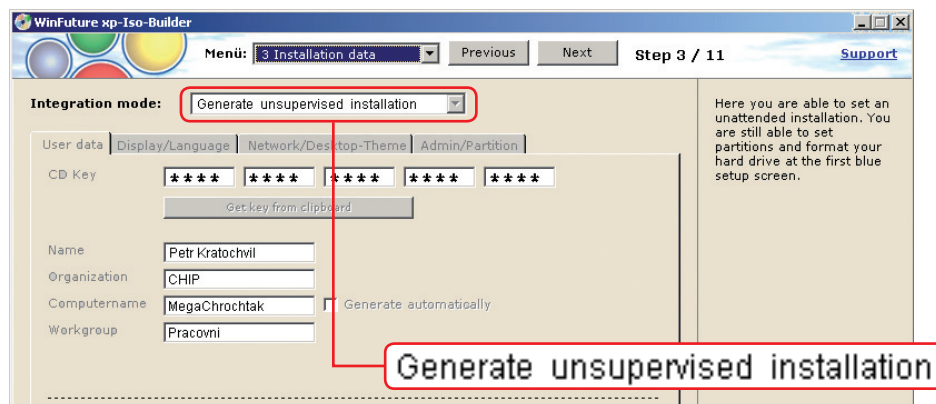 WinFuture xp-Iso-Builder
Menü: 3 Installation data Previous Next Step 3 / 11 Support
Integration mode: Generate unsupervised installation
User data Display/Language Network/Desktop-Theme Admin/Partition
CD Key **** **** **** **** ****
Get key from clipboard
Name Petr Kratochvil
Organization CHIP
Computername MegaChrochtak Generate automatically
Workgroup Pracovni
Here you are able to set an
unattended installation. You
are still able to set
partitions and format your
hard drive at the first blue
setup screen.
Generate unsupervised installation